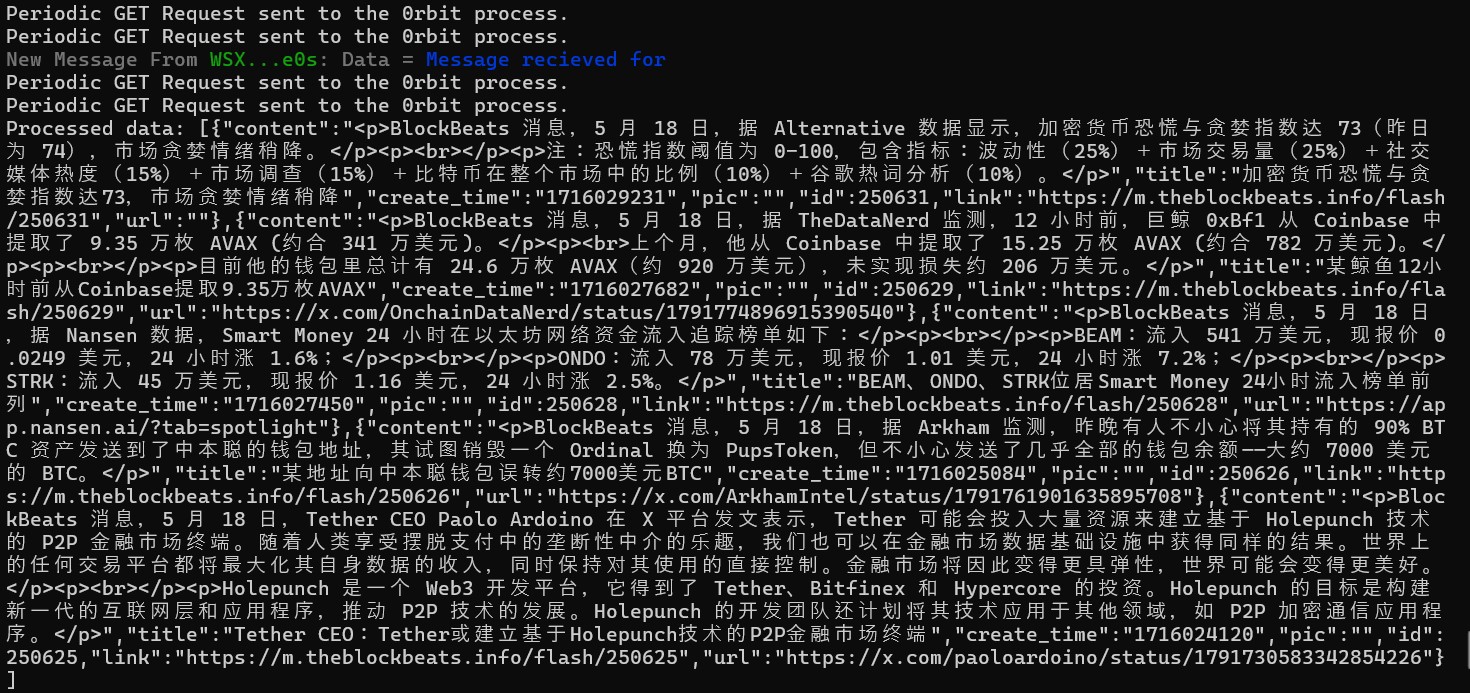 Periodic GET Request sent to the 0rbit process.
Periodic GET Request sent to the 0rbit process.
New Message From WSX...e0s: Data = Message recieved for
Periodic GET Request sent to the 0rbit process.
Periodic GET Request sent to the 0rbit process.
Processed data: [{"content":"<p>BlockBeats 消息，5 月 18 日，据 Alternative 数据显示，加密货币恐慌与贪婪指数达 73（昨日
为 74），市场贪婪情绪稍降。</p><p><br></p><p>注：恐慌指数阈值为 0-100，包含指标：波动性（25%）＋市场交易量（25%）＋社交
媒体热度（15%）＋市场调查（15%）＋比特币在整个市场中的比例（10%）＋谷歌热词分析（10%）。</p>","title":"加密货币恐慌与贪
婪指数达73，市场贪婪情绪稍降","create_time":"1716029231","pic":"","id":250631,"link":"https://m.theblockbeats.info/flash
/250631","url":""},{"content":"<p>BlockBeats 消息，5 月 18 日，据 TheDataNerd 监测，12 小时前，巨鲸 0xBf1 从 Coinbase 中
提取了 9.35 万枚 AVAX（约合 341 万美元）。</p><p><br>上个月，他从 Coinbase 中提取了 15.25 万枚 AVAX（约合 782 万美元）。</
p><p><br></p><p>目前他的钱包里总计有 24.6 万枚 AVAX（约 920 万美元），未实现损失约 206 万美元。</p>","title":"某鲸鱼12小
时前从Coinbase提取9.35万枚AVAX","create_time":"1716027682","pic":"","id":250629,"link":"https://m.theblockbeats.info/fla
sh/250629","url":"https://x.com/OnchainDataNerd/status/1791774896915390540"},{"content":"<p>BlockBeats 消息，5 月 18 日
，据 Nansen 数据，Smart Money 24 小时在以太坊网络资金流入追踪榜单如下：</p><p><br></p><p>BEAM：流入 541 万美元，现报价 0
.0249 美元，24 小时涨 1.6%；</p><p><br></p><p>ONDO：流入 78 万美元，现报价 1.01 美元，24 小时涨 7.2%；</p><p><br></p><p>
STRK：流入 45 万美元，现报价 1.16 美元，24 小时涨 2.5%。</p>","title":"BEAM、ONDO、STRK位居Smart Money 24小时流入榜单前
列","create_time":"1716027450","pic":"","id":250628,"link":"https://m.theblockbeats.info/flash/250628","url":"https://ap
p.nansen.ai/?tab=spotlight"},{"content":"<p>BlockBeats 消息，5 月 18 日，据 Arkham 监测，昨晚有人不小心将其持有的 90% BT
C 资产发送到了中本聪的钱包地址，其试图销毁一个 Ordinal 换为 PupsToken，但不小心发送了几乎全部的钱包余额——大约 7000 美元
的 BTC。</p>","title":"某地址向中本聪钱包误转约7000美元BTC","create_time":"1716025084","pic":"","id":250626,"link":"http
s://m.theblockbeats.info/flash/250626","url":"https://x.com/ArkhamIntel/status/1791761901635895708"},{"content":"<p>Bloc
kBeats 消息，5 月 18 日，Tether CEO Paolo Ardoino 在 X 平台发文表示，Tether 可能会投入大量资源来建立基于 Holepunch 技术
的 P2P 金融市场终端。随着人类享受摆脱支付中的垄断性中介的乐趣，我们也可以在金融市场数据基础设施中获得同样的结果。世界上
的任何交易平台都将最大化其自身数据的收入，同时保持对其使用的直接控制。金融市场将因此变得更具弹性，世界可能会变得更美好。
</p><p><br></p><p>Holepunch 是一个 Web3 开发平台，它得到了 Tether、Bitfinex 和 Hypercore 的投资。Holepunch 的目标是构建
新一代的互联网层和应用程序，推动 P2P 技术的发展。Holepunch 的开发团队还计划将其技术应用于其他领域，如 P2P 加密通信应用程
序。</p>","title":"Tether CEO：Tether或建立基于Holepunch技术的P2P金融市场终端","create_time":"1716024120","pic":"","id":
250625,"link":"https://m.theblockbeats.info/flash/250625","url":"https://x.com/paoloardoino/status/1791730583342854226"}
]